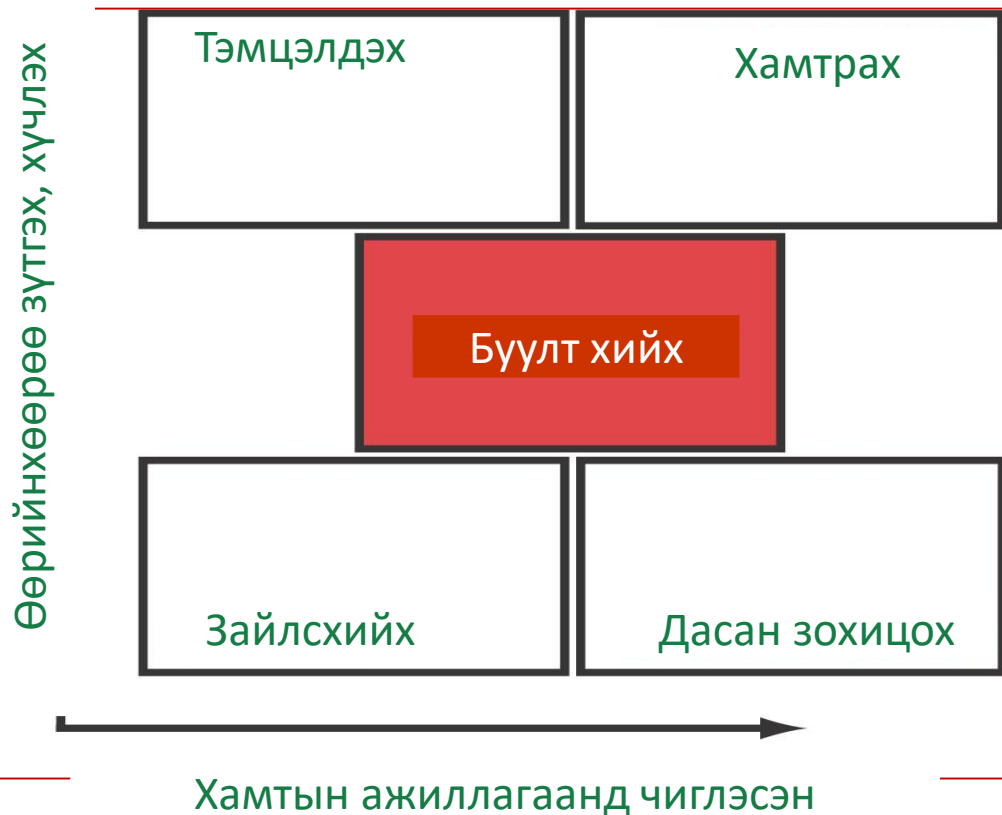 Өөрийнхөөрөө зүтгэх, хүчлэх
Тэмцэлдэх
Хамтрах
Буулт хийх
Зайлсхийх
Дасан зохицох
Хамтын ажиллагаанд чиглэсэн